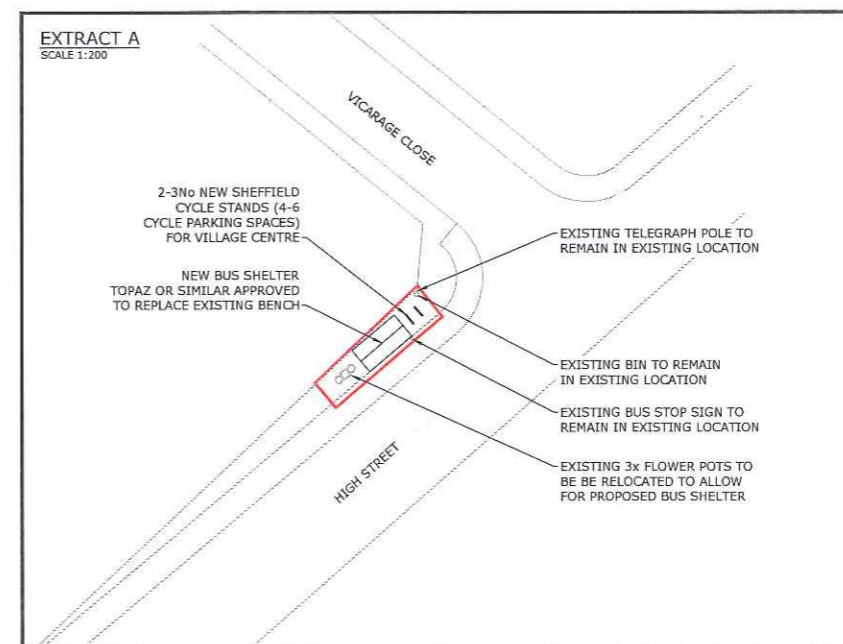 EXTRACT A
SCALE 1:200
VICARAGE CLOSE
2-3No NEW SHEFFIELD
CYCLE STANDS (4-6
CYCLE PARKING SPACES)
FOR VILLAGE CENTRE
NEW BUS SHELTER
TOPAZ OR SIMILAR APPROVED
TO REPLACE EXISTING BENCH
EXISTING TELEGRAPH POLE TO
REMAIN IN EXISTING LOCATION
EXISTING BIN TO REMAIN
IN EXISTING LOCATION
EXISTING BUS STOP SIGN TO
REMAIN IN EXISTING LOCATION
EXISTING 3x FLOWER POTS TO
BE BE RELOCATED TO ALLOW
FOR PROPOSED BUS SHELTER
HIGH STREET